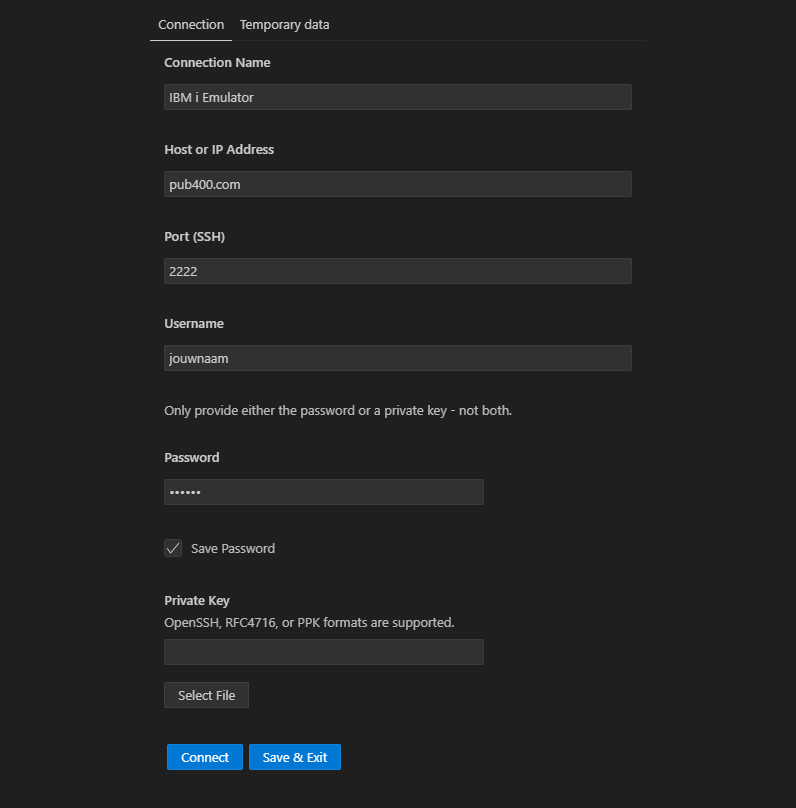 Connection Temporary data
Connection Name
IBM i Emulator
Host or IP Address
pub400.com
Port (SSH)
2222
Username
jouwnaam
Only provide either the password or a private key - not both.
Password
••••••
Save Password
Private Key
OpenSSH, RFC4716, or PPK formats are supported.
Select File
Connect Save & Exit